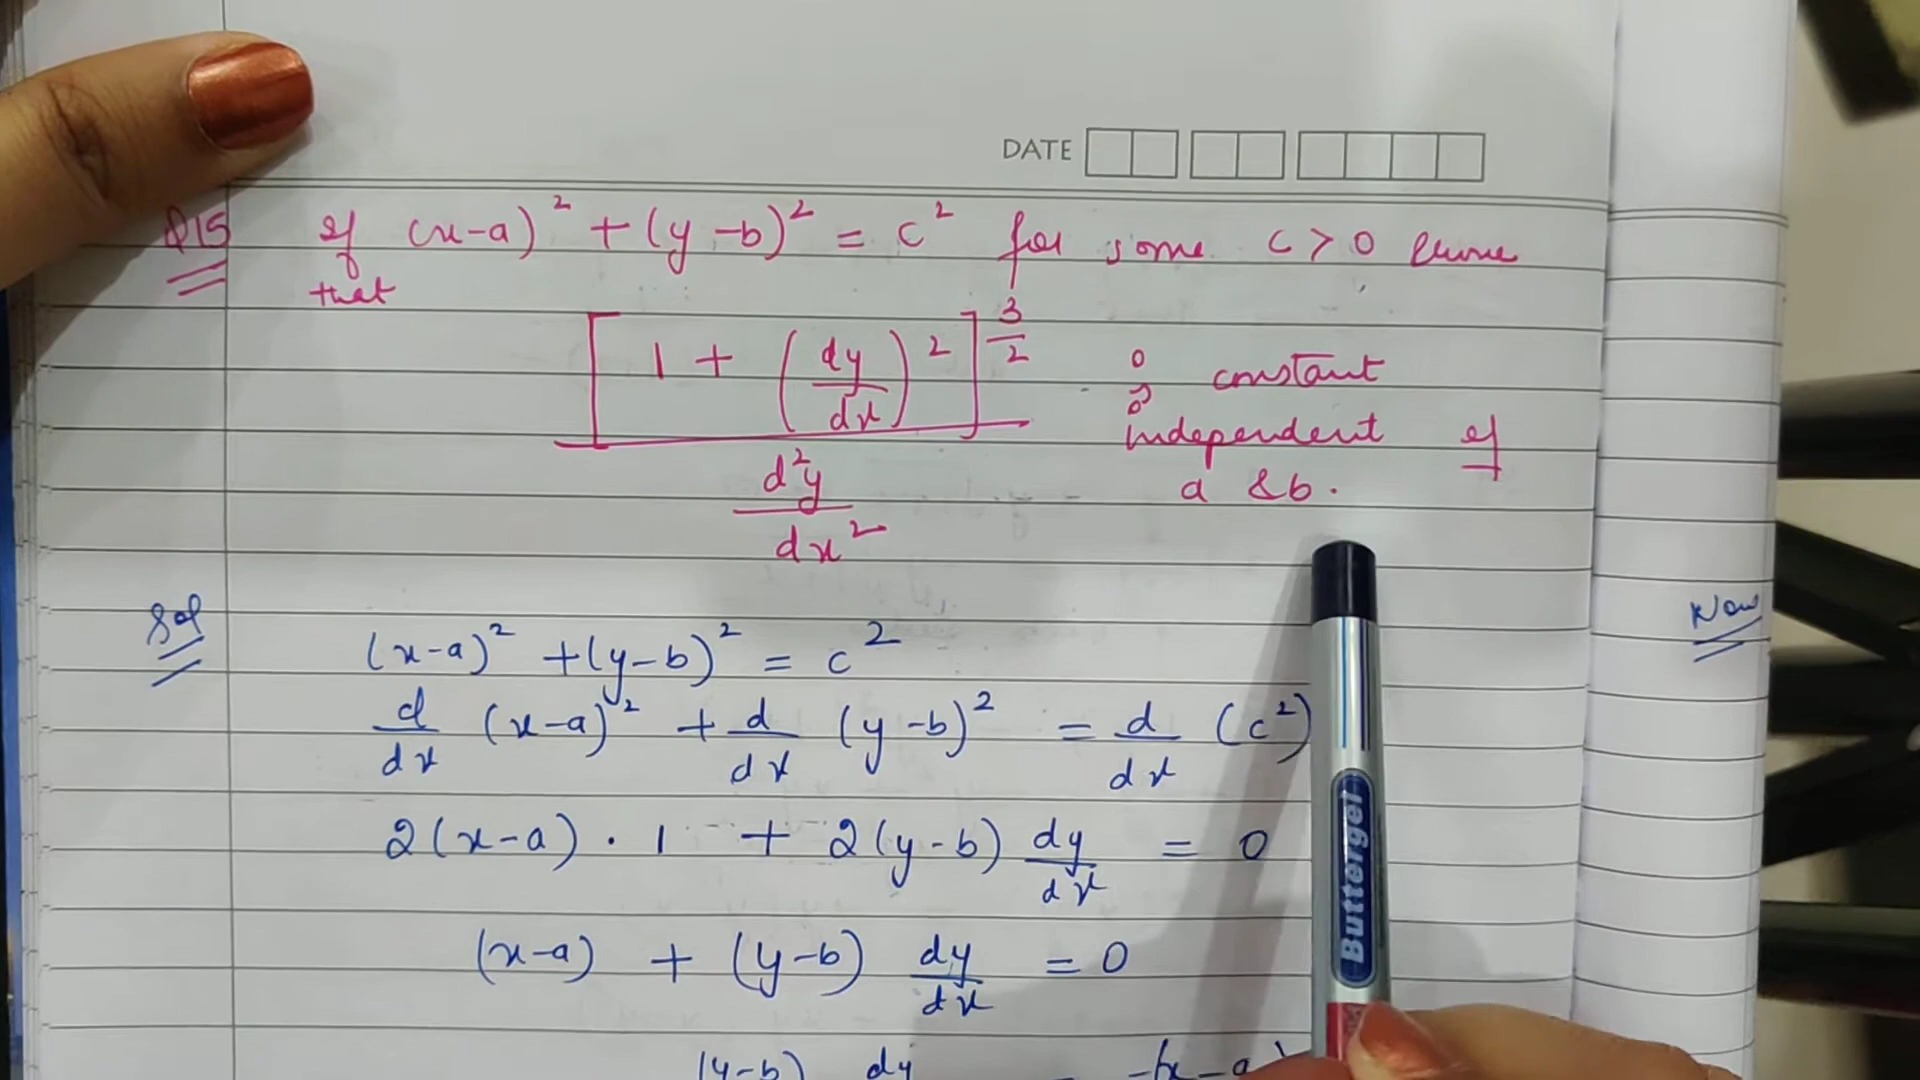 DATE
Q15 If (x-a)² + (y-b)² = c² for some c > 0 prove
that
[1 + (dy/dx)²]^(3/2)
d²y/dx²
is constant
independent of
a & b.
Sol
(x-a)² + (y-b)² = c²
d/dx (x-a)² + d/dx (y-b)² = d/dx (c²)
2(x-a) · 1 + 2(y-b) dy/dx = 0
(x-a) + (y-b) dy/dx = 0
(y-b) dy
Now
Buttergel